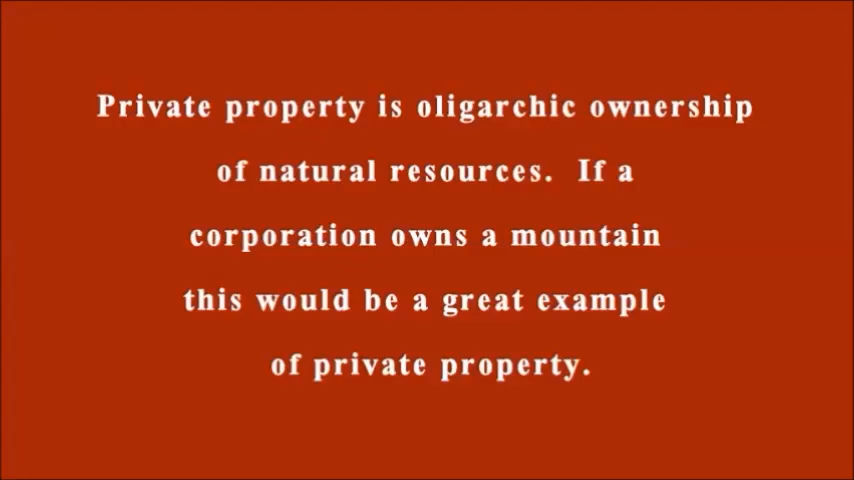 Private property is oligarchic ownership
of natural resources.  If a
corporation owns a mountain
this would be a great example
of private property.